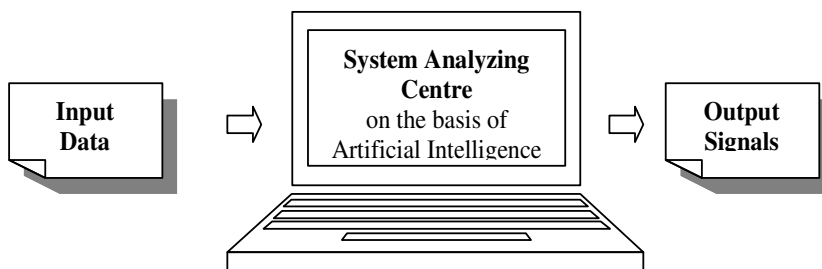 Input
Data
System Analyzing
Centre
on the basis of
Artificial Intelligence
Output
Signals